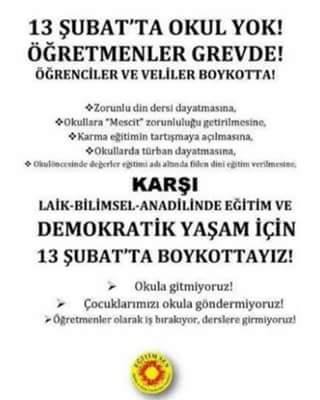 13 ŞUBAT'TA OKUL YOK!
ÖĞRETMENLER GREVDE!
ÖĞRENCİLER VE VELİLER BOYKOTTA!
❖Zorunlu din dersi dayatmasına,
❖Okullara "Mescit" zorunluluğu getirilmesine,
❖Karma eğitimin tartışmaya açılmasına,
❖Okullarda türban dayatmasına,
❖ Okulöncesinde değerler eğitimi adı altında fiilen dini eğitim verilmesine,
KARŞI
LAİK-BİLİMSEL-ANADİLİNDE EĞİTİM VE
DEMOKRATİK YAŞAM İÇİN
13 ŞUBAT'TA BOYKOTTAYIZ!
➢ Okula gitmiyoruz!
➢ Çocuklarımızı okula göndermiyoruz!
➢Öğretmenler olarak iş bırakıyor, derslere girmiyoruz!
EĞİTİM SEN